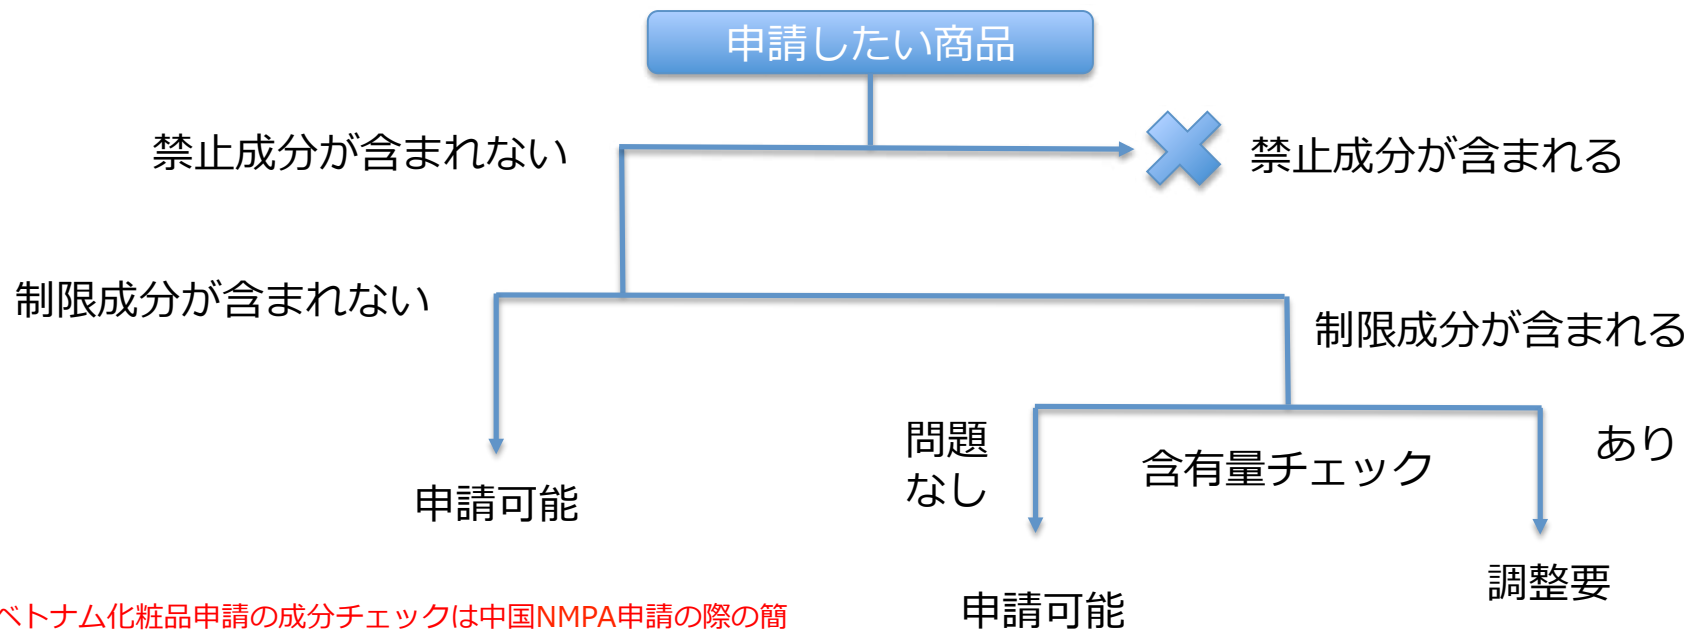 申請したい商品
禁止成分が含まれない
禁止成分が含まれる
制限成分が含まれない
制限成分が含まれる
問題
なし
含有量チェック
あり
申請可能
申請可能
調整要
ベトナム化粧品申請の成分チェックは中国NMPA申請の際の簡